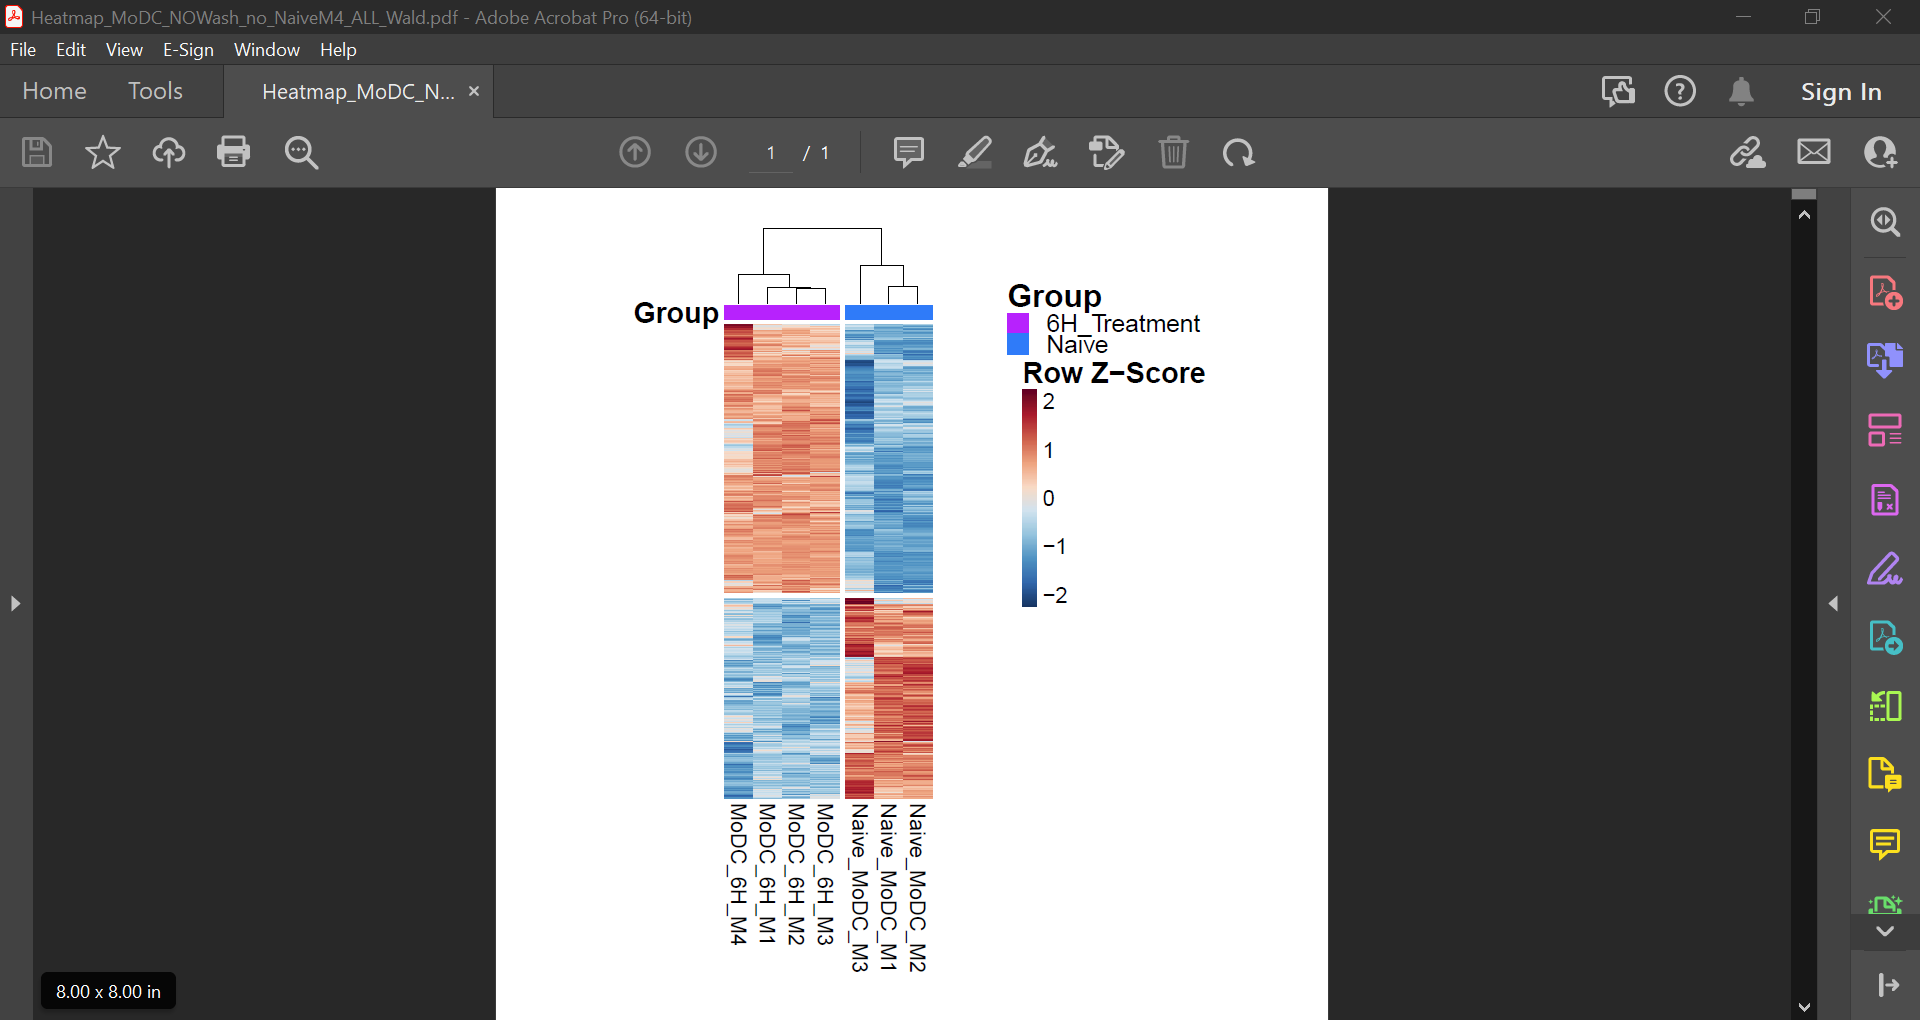 Heatmap_MoDC_NOWash_no_NaiveM4_ALL_Wald.pdf - Adobe Acrobat Pro (64-bit)
File Edit View E-Sign Window Help
Home Tools Heatmap_MoDC_N... × Sign In
1 / 1
Group
Group
6H_Treatment
Naive
Row Z−Score
2
1
0
−1
−2
MoDC_6H_M4
MoDC_6H_M1
MoDC_6H_M2
MoDC_6H_M3
Naive_MoDC_M3
Naive_MoDC_M1
Naive_MoDC_M2
8.00 x 8.00 in